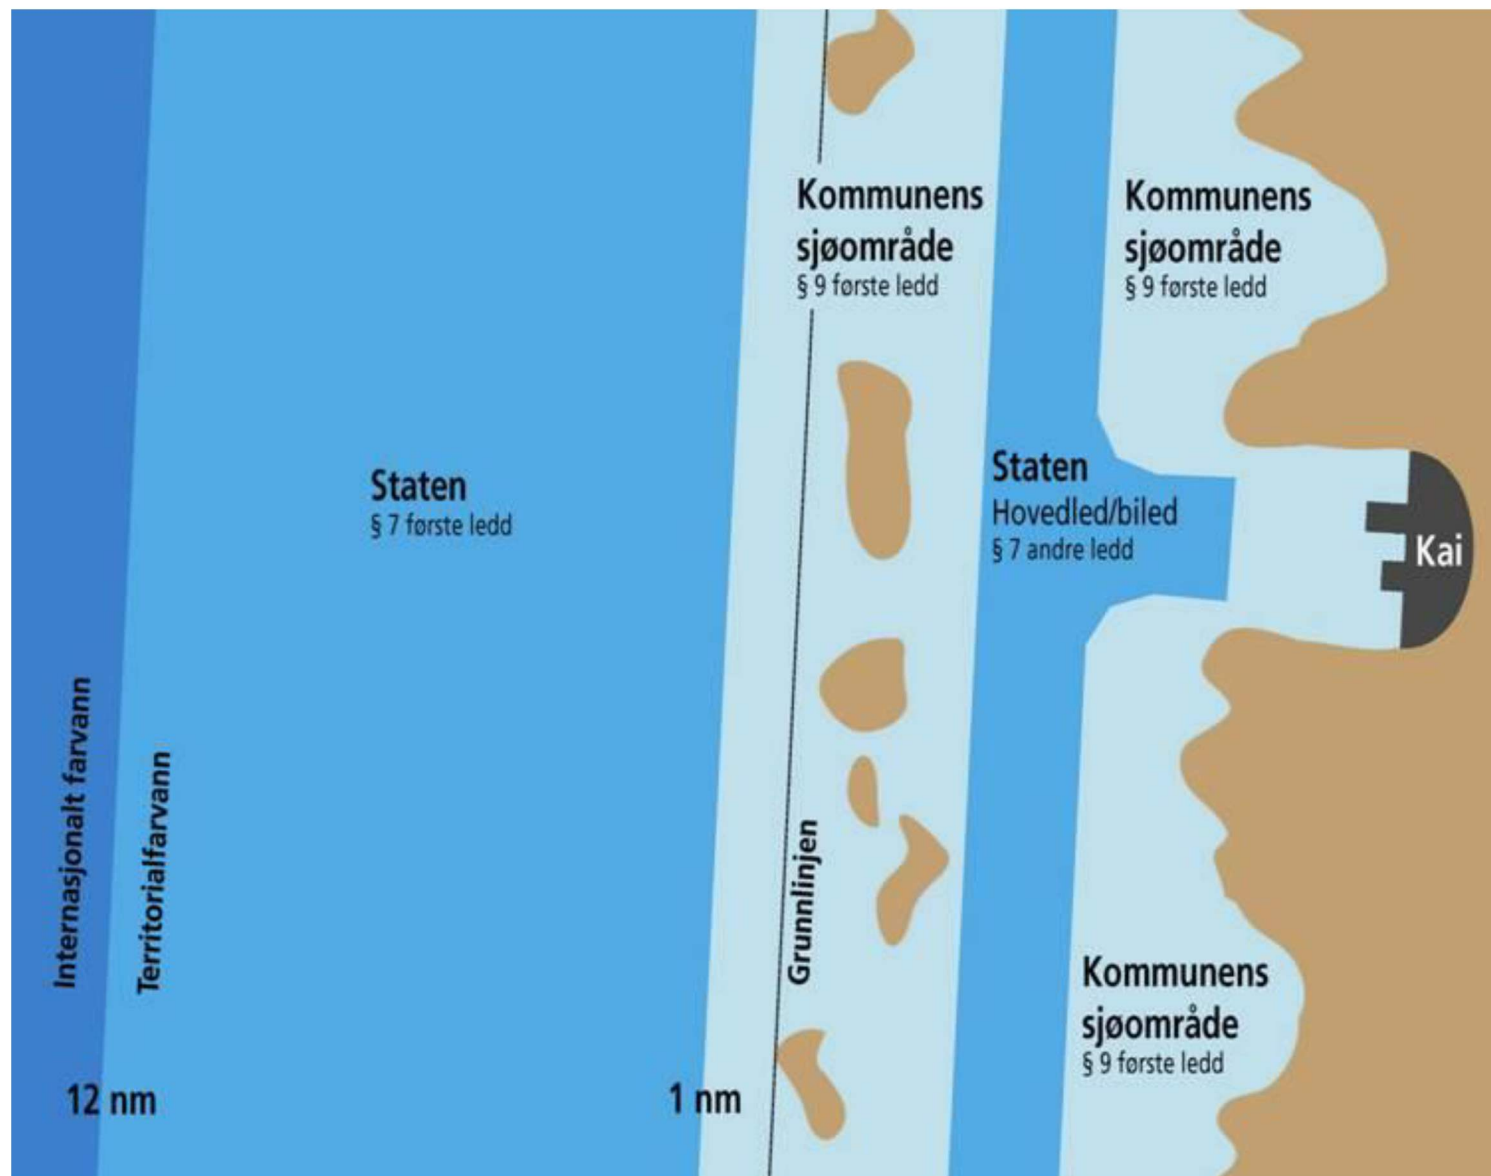 Kommunens
sjøområde
§ 9 første ledd
Kommunens
sjøområde
§ 9 første ledd
Staten
§ 7 første ledd
Staten
Hovedled/biled
§ 7 andre ledd
Kai
Internasjonalt farvann
Territorialfarvann
Grunnlinjen
Kommunens
sjøområde
§ 9 første ledd
12 nm
1 nm